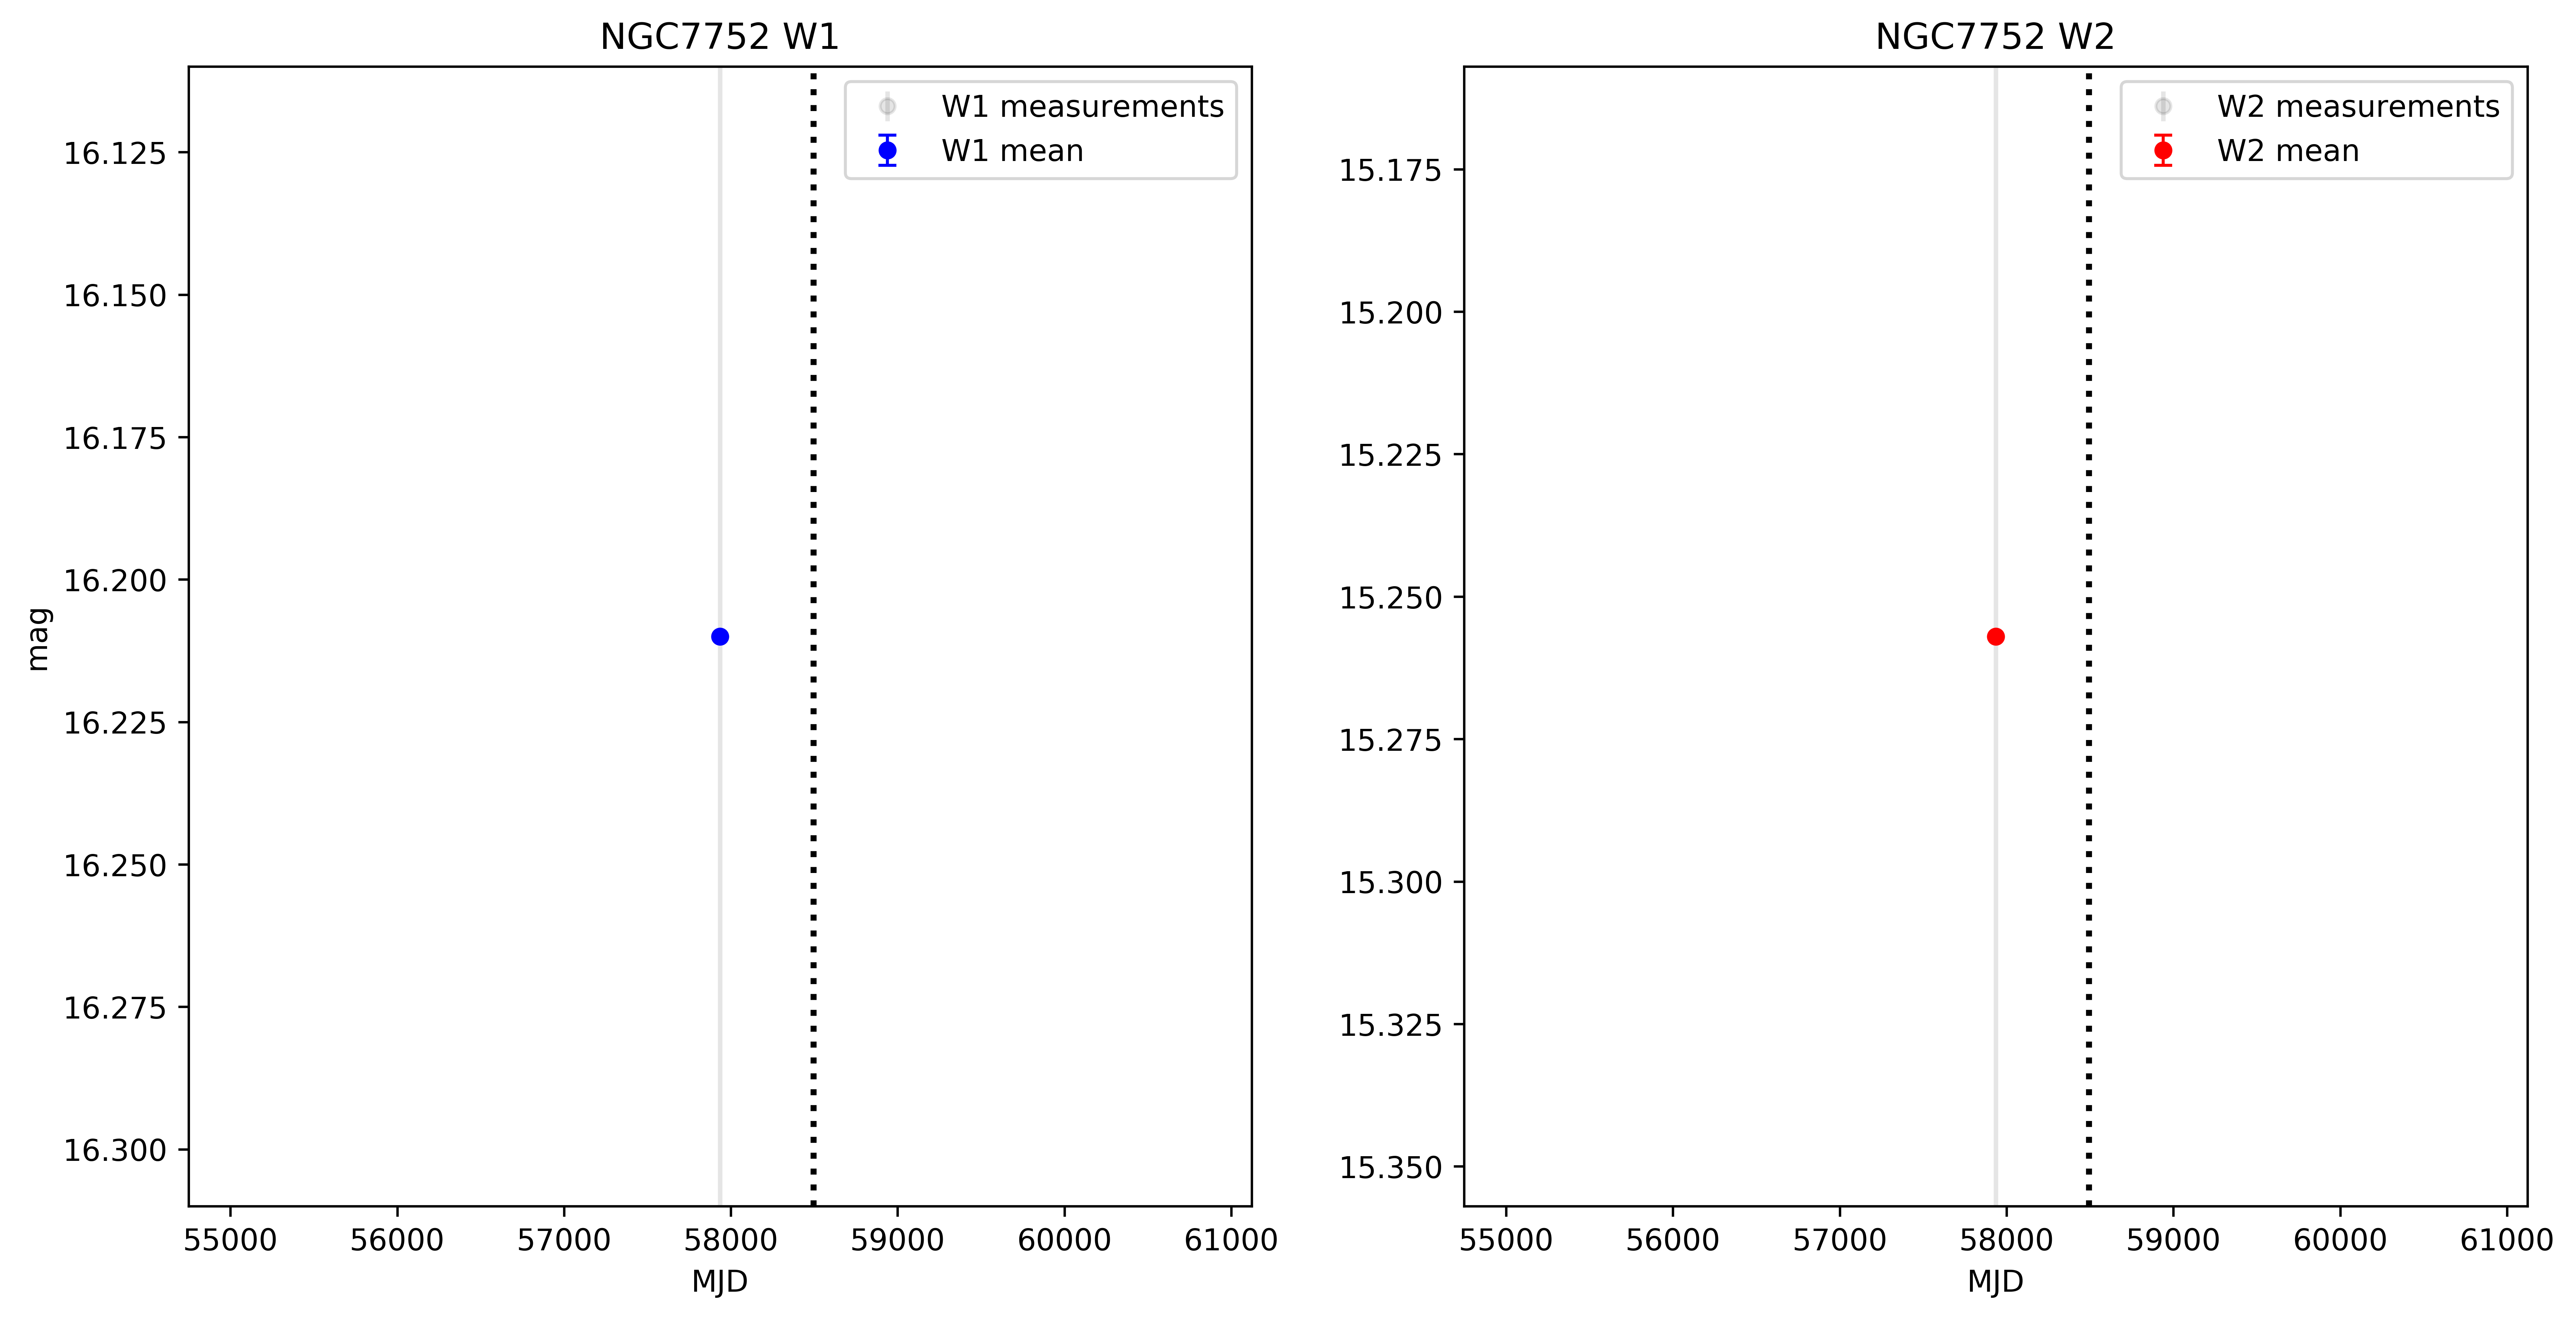 NGC7752 W1
W1 measurements
W1 mean
mag
16.125
16.150
16.175
16.200
16.225
16.250
16.275
16.300
55000 56000 57000 58000 59000 60000 61000
MJD
NGC7752 W2
W2 measurements
W2 mean
15.175
15.200
15.225
15.250
15.275
15.300
15.325
15.350
55000 56000 57000 58000 59000 60000 61000
MJD